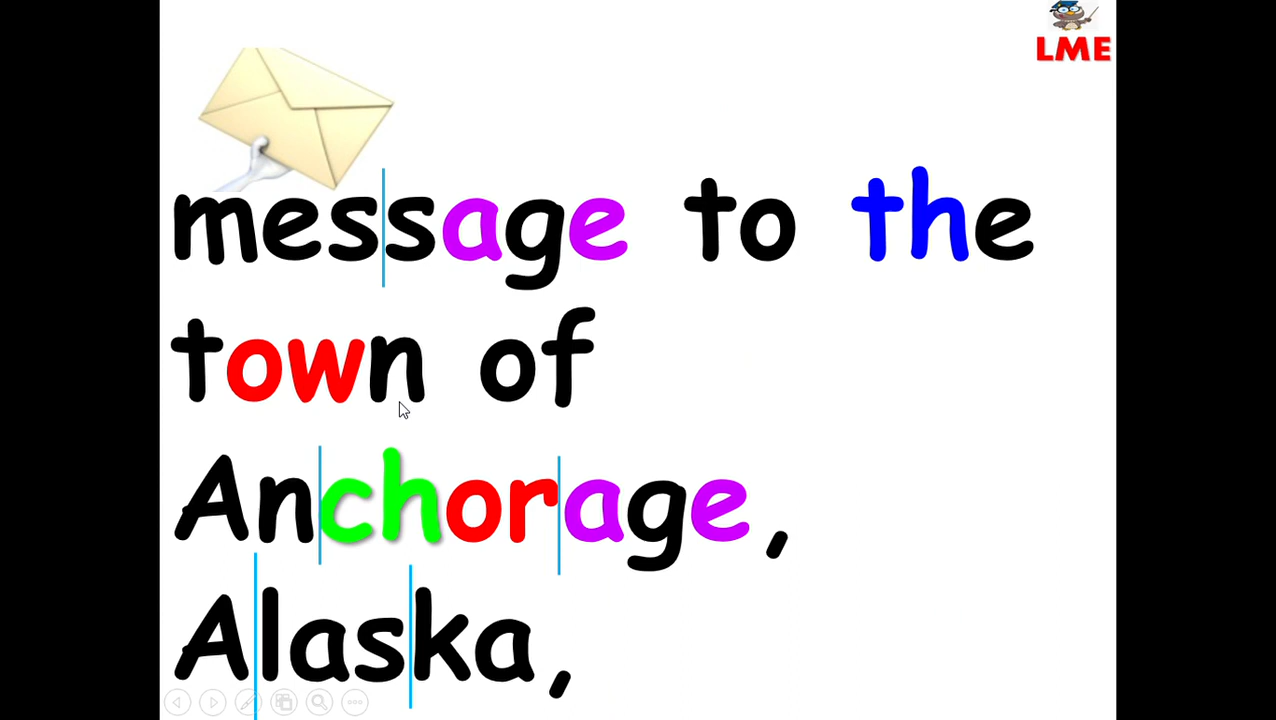 LME
message to the
town of
Anchorage,
Alaska,